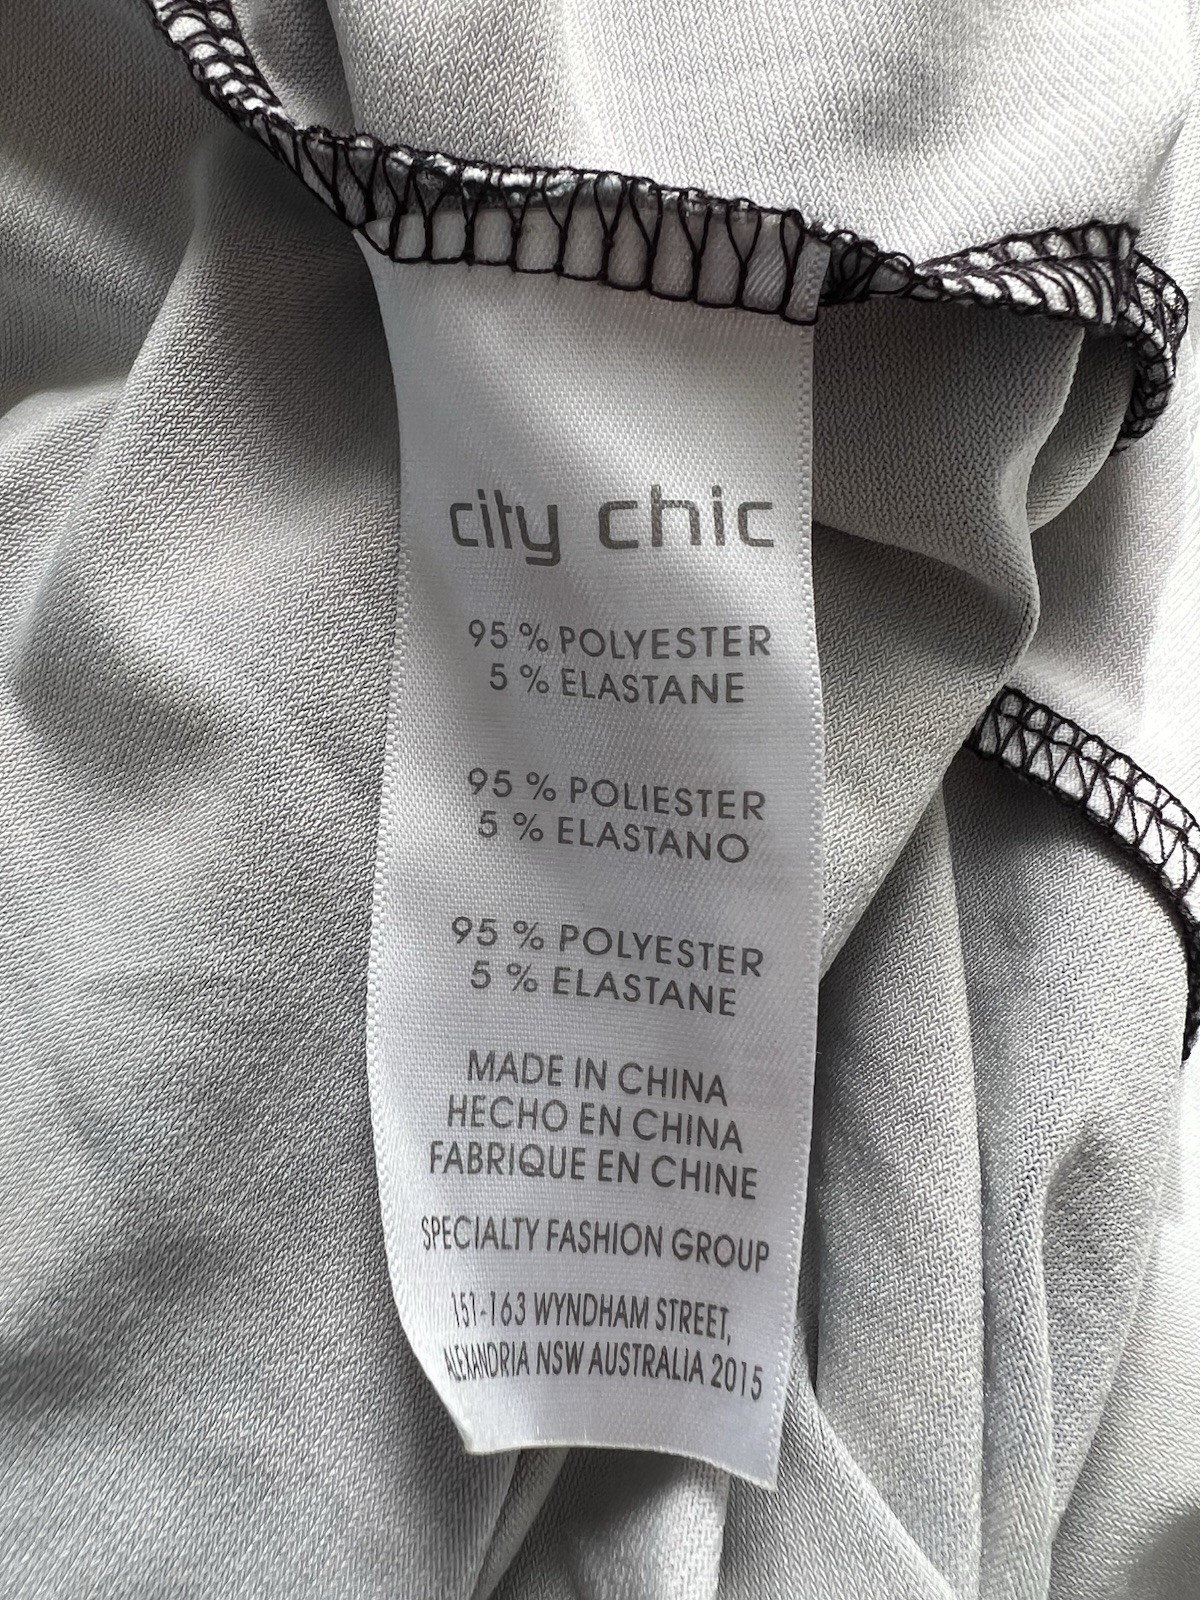 city chic
95 % POLYESTER
5 % ELASTANE
95 % POLIESTER
5 % ELASTANO
95 % POLYESTER
5 % ELASTANE
MADE IN CHINA
HECHO EN CHINA
FABRIQUE EN CHINE
SPECIALTY FASHION GROUP
151-163 WYNDHAM STREET,
ALEXANDRIA NSW AUSTRALIA 2015